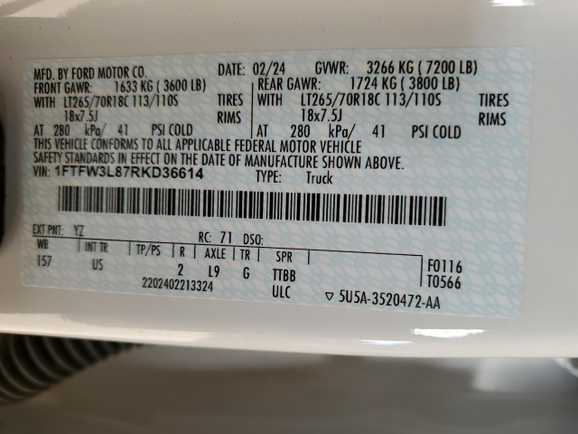 MFD. BY FORD MOTOR CO. DATE: 02/24 GVWR: 3266 KG ( 7200 LB)
FRONT GAWR: 1633 KG ( 3600 LB) REAR GAWR: 1724 KG ( 3800 LB)
WITH LT265/70R18C 113/110S TIRES WITH LT265/70R18C 113/110S TIRES
18x7.5J RIMS 18x7.5J RIMS
AT 280 kPa/ 41 PSI COLD AT 280 kPa/ 41 PSI COLD
THIS VEHICLE CONFORMS TO ALL APPLICABLE FEDERAL MOTOR VEHICLE
SAFETY STANDARDS IN EFFECT ON THE DATE OF MANUFACTURE SHOWN ABOVE.
VIN: 1FTFW3L87RKD36614 TYPE: Truck
EXT PNT: YZ RC: 71 DSO:
WB INT TR TP/PS R AXLE TR SPR F0116
157 US 2 L9 G TTBB T0566
2202402213324 ULC 5U5A-3520472-AA